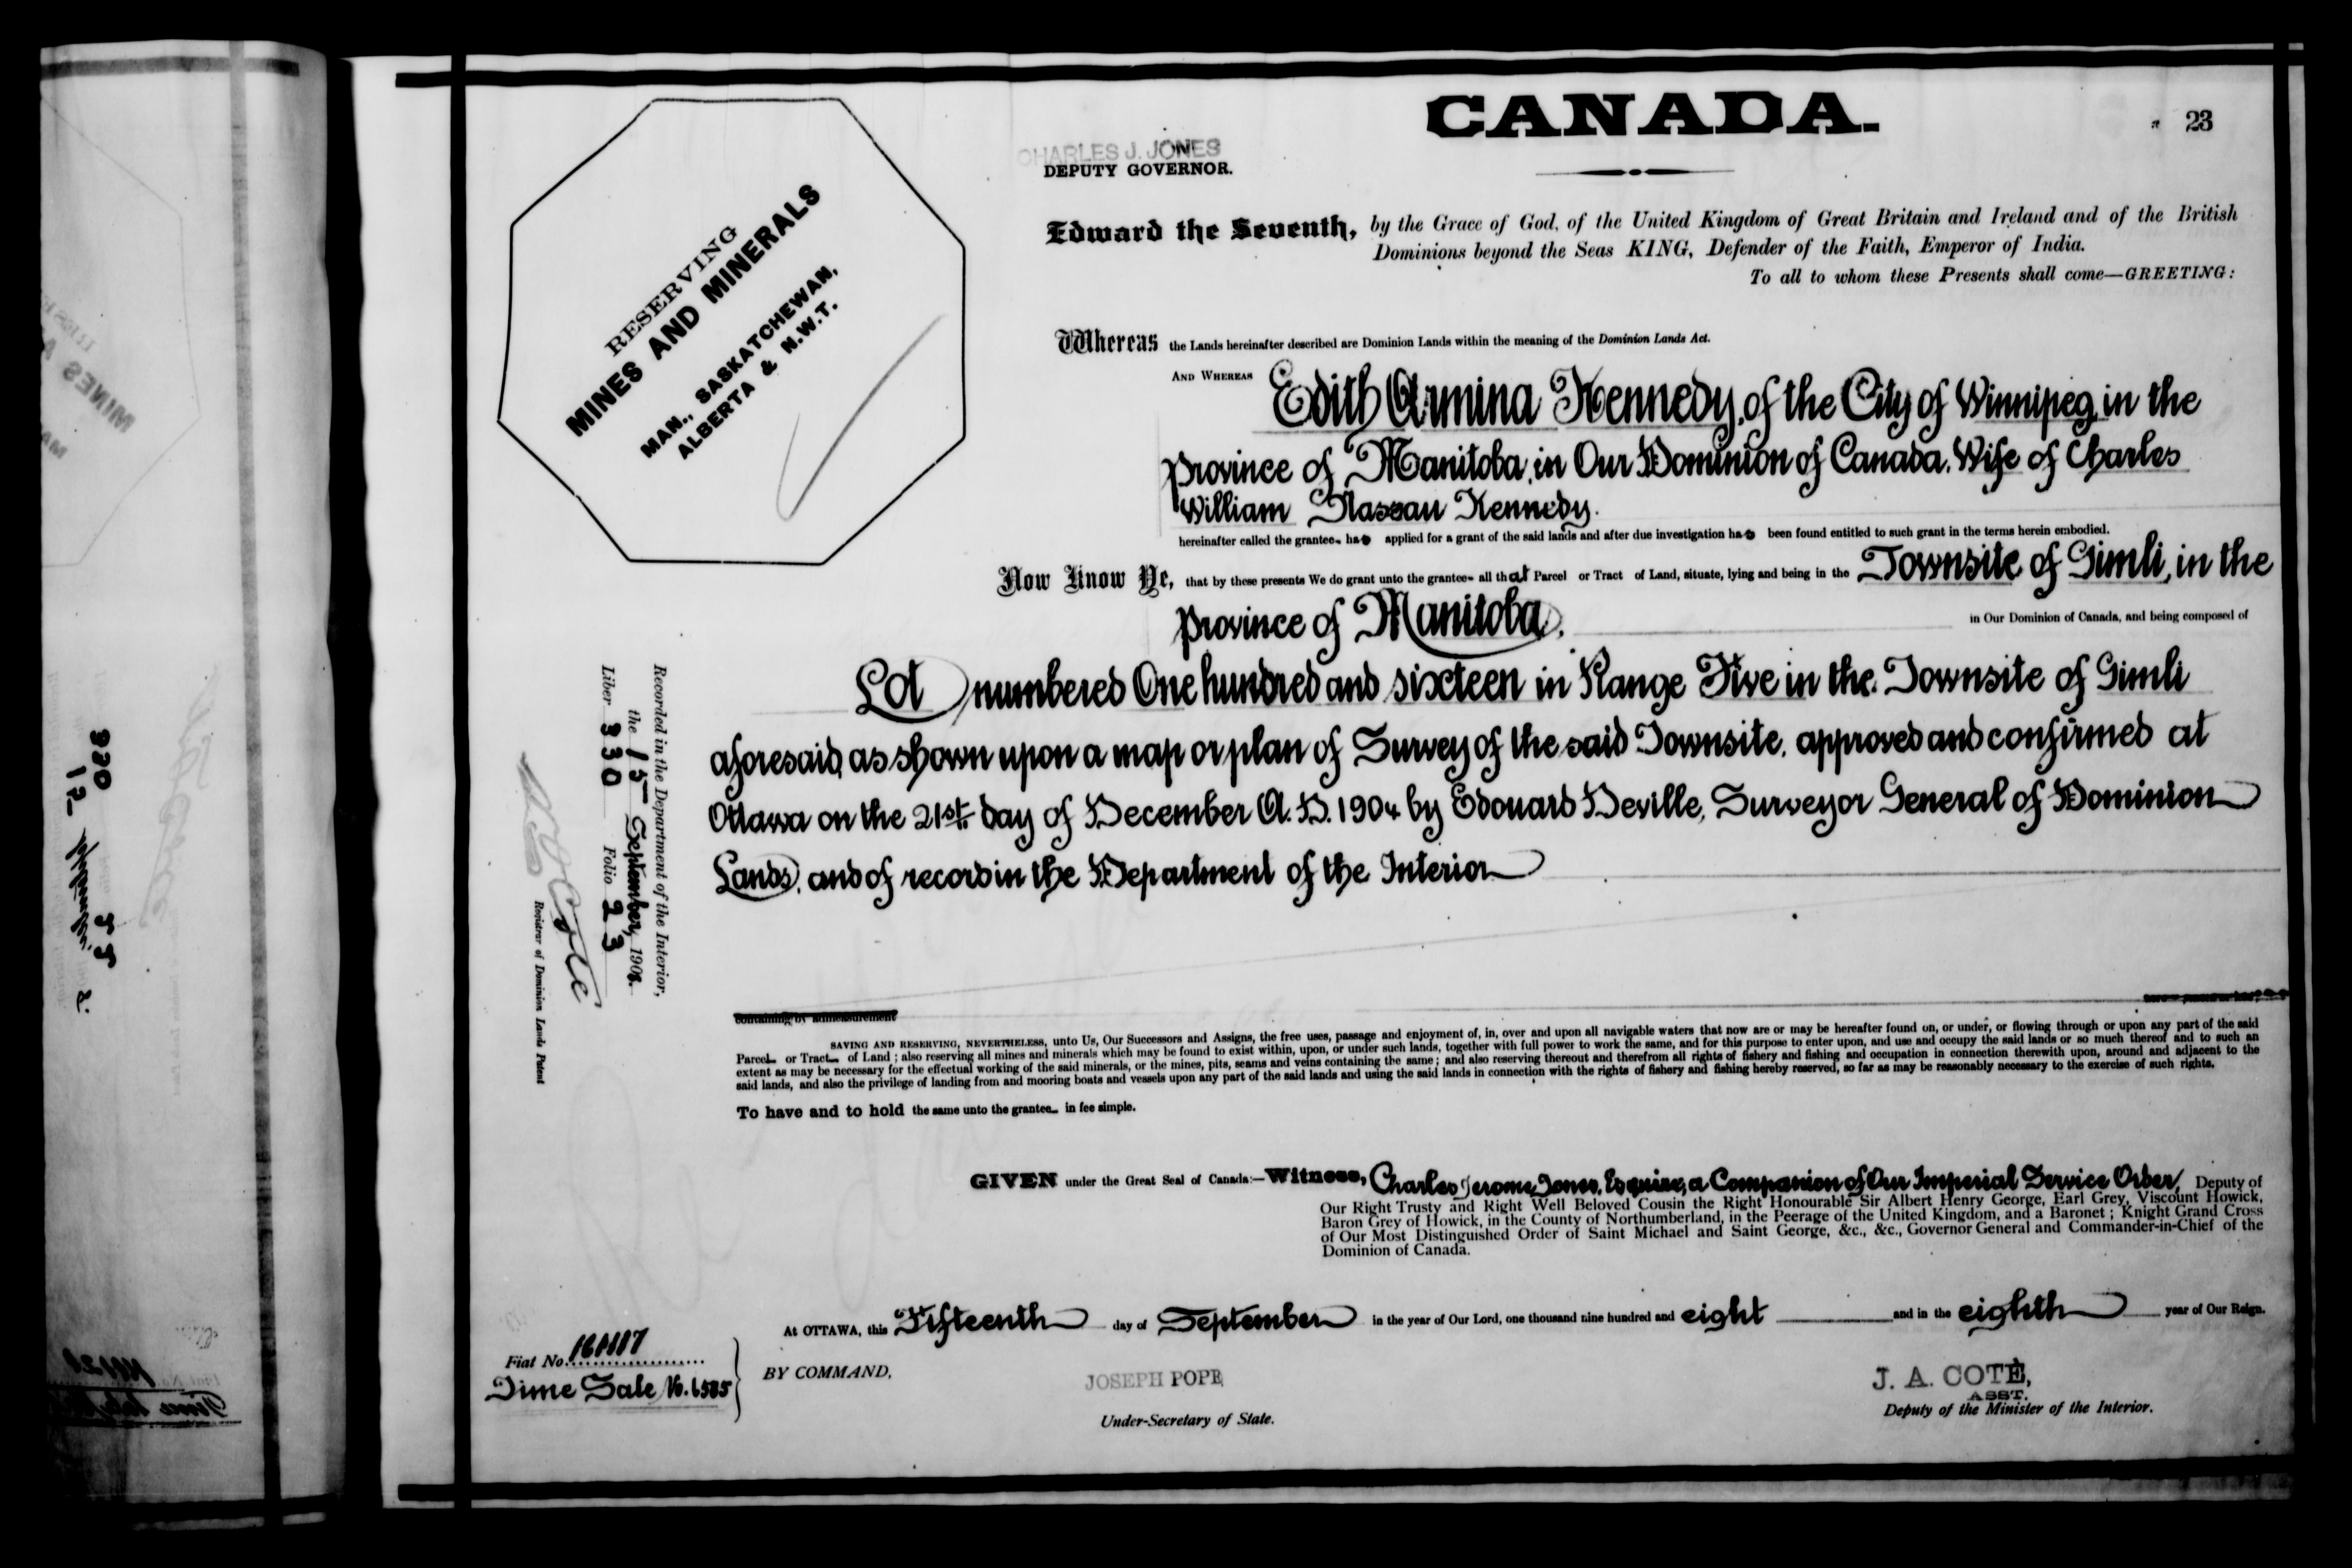 CANADA.
23
CHARLES J. JONES
DEPUTY GOVERNOR.
RESERVING
MINES AND MINERALS
MAN., SASKATCHEWAN,
ALBERTA & N.W.T.
Edward the Seventh, by the Grace of God, of the United Kingdom of Great Britain and Ireland and of the British
Dominions beyond the Seas KING, Defender of the Faith, Emperor of India.
To all to whom these Presents shall come—GREETING:
Whereas the Lands hereinafter described are Dominion Lands within the meaning of the Dominion Lands Act.
AND WHEREAS Edith Armina Kennedy, of the City of Winnipeg, in the
Province of Manitoba, in Our Dominion of Canada, Wife of Charles
William Nassau Kennedy.
hereinafter called the grantee has applied for a grant of the said lands and after due investigation has been found entitled to such grant in the terms herein embodied.
Now Know Ye, that by these presents We do grant unto the grantee all that Parcel or Tract of Land, situate, lying and being in the Townsite of Gimli, in the
Province of Manitoba, in Our Dominion of Canada, and being composed of
Lot numbered One hundred and sixteen in Range Five in the Townsite of Gimli
aforesaid, as shown upon a map or plan of Survey of the said Townsite, approved and confirmed at
Ottawa on the 21st day of December A.D. 1904 by Edouard Deville, Surveyor General of Dominion
Lands, and of record in the Department of the Interior
containing by admeasurement
SAVING AND RESERVING, NEVERTHELESS, unto Us, Our Successors and Assigns, the free uses, passage and enjoyment of, in, over and upon all navigable waters that now are or may be hereafter found on, or under, or flowing through or upon any part of the said
Parcel or Tract of Land; also reserving all mines and minerals which may be found to exist within, upon, or under such lands, together with full power to work the same, and for this purpose to enter upon, and use and occupy the said lands or so much thereof and to such an
extent as may be necessary for the effectual working of the said minerals, or the mines, pits, seams and veins containing the same; and also reserving thereout and therefrom all rights of fishery and fishing and occupation in connection therewith upon, around and adjacent to the
said lands, and also the privilege of landing from and mooring boats and vessels upon any part of the said lands and using the said lands in connection with the rights of fishery and fishing hereby reserved, so far as may be reasonably necessary to the exercise of such rights.
To have and to hold the same unto the grantee in fee simple.
GIVEN under the Great Seal of Canada:—Witness, Charles Jerome Jones, Esquire, a Companion of Our Imperial Service Order, Deputy of
Our Right Trusty and Right Well Beloved Cousin the Right Honourable Sir Albert Henry George, Earl Grey, Viscount Howick,
Baron Grey of Howick, in the County of Northumberland, in the Peerage of the United Kingdom, and a Baronet; Knight Grand Cross
of Our Most Distinguished Order of Saint Michael and Saint George, &c., &c., Governor General and Commander-in-Chief of the
Dominion of Canada.
At OTTAWA, this Fifteenth day of September in the year of Our Lord, one thousand nine hundred and eight and in the eighth year of Our Reign.
BY COMMAND,
JOSEPH POPE
Under-Secretary of State.
J. A. COTÉ,
ASST.
Deputy of the Minister of the Interior.
Fiat No.
Time Sale No. 6585
Recorded in the Department of the Interior,
the 15 September, 1908.
Liber 330 Folio 23
Registrar of Dominion Lands Patent